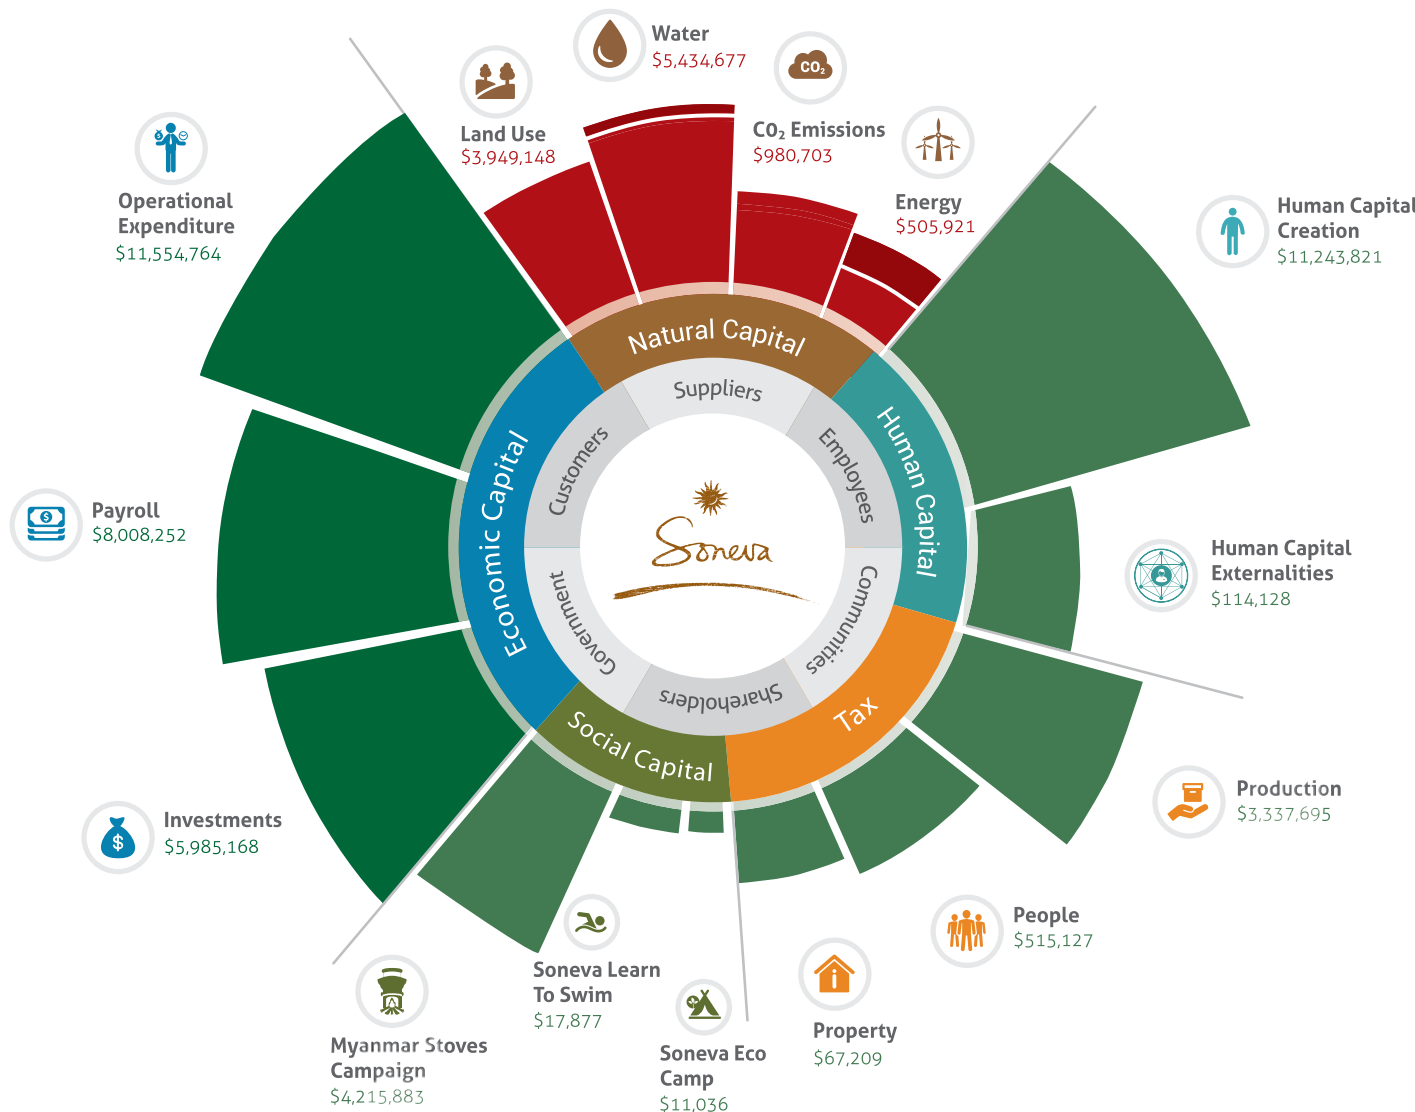 Water
$5,434,677
CO₂
Land Use
$3,949,148
CO₂ Emissions
$980,703
Energy
$505,921
Operational
Expenditure
$11,554,764
Human Capital
Creation
$11,243,821
Natural Capital
Suppliers
Customers
Employees
Human Capital
Economic Capital
Soneva
Payroll
$8,008,252
Human Capital
Externalities
$114,128
Government
Communities
Shareholders
Social Capital
Tax
Investments
$5,985,168
Production
$3,337,695
People
$515,127
Soneva Learn
To Swim
$17,877
Property
$67,209
Myanmar Stoves
Campaign
$4,215,883
Soneva Eco
Camp
$11,036